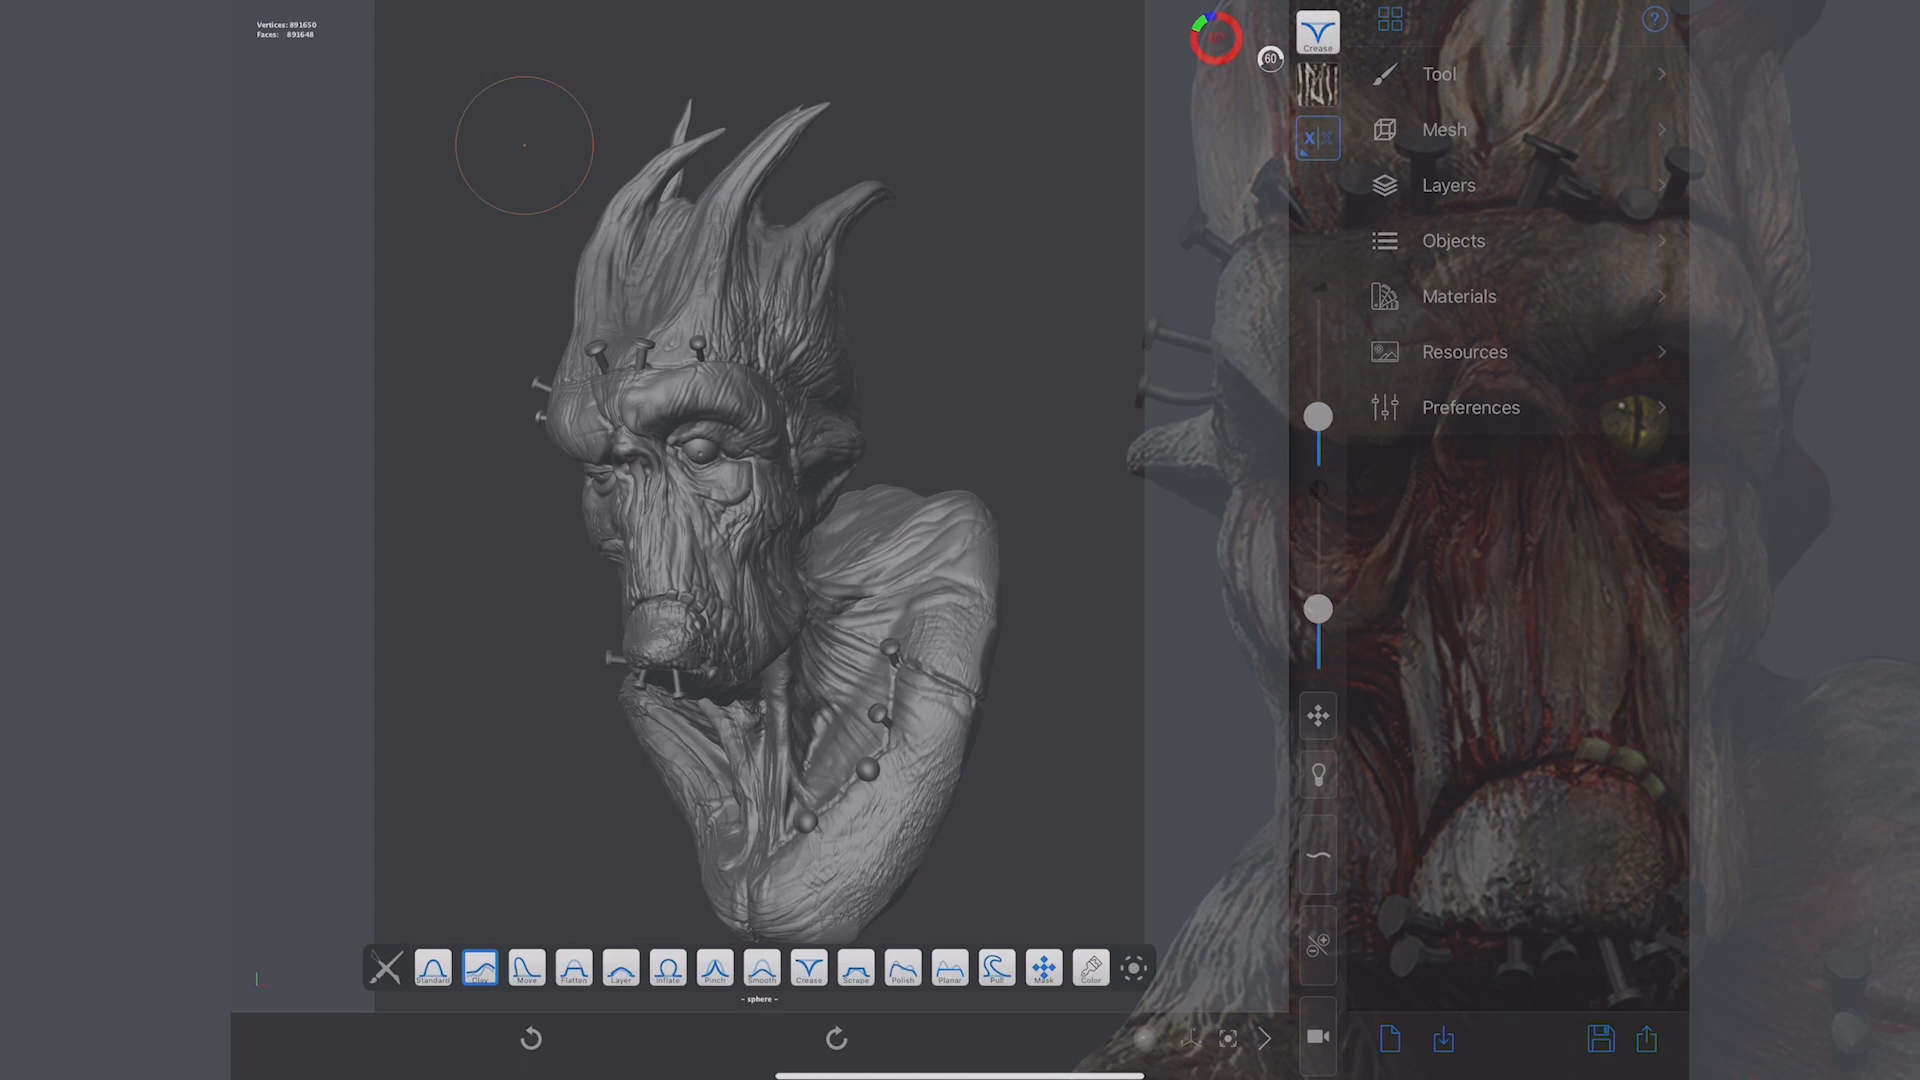 Vertices: 891650
Faces: 891648
60
Crease
X|X
Tool
Mesh
Layers
Objects
Materials
Resources
Preferences
Standard
Clay
Move
Flatten
Layer
Inflate
Pinch
Smooth
Crease
Scrape
Polish
Planar
Pull
Mask
Color
- sphere -